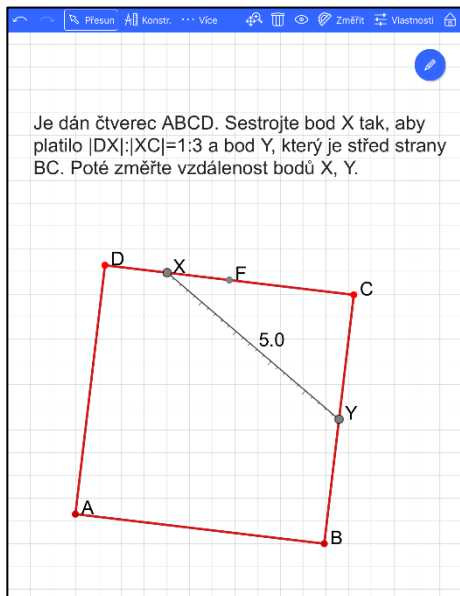 Přesun Konstr. ··· Více Změřit Vlastnosti
Je dán čtverec ABCD. Sestrojte bod X tak, aby
platilo |DX|:|XC|=1:3 a bod Y, který je střed strany
BC. Poté změřte vzdálenost bodů X, Y.
D X F C
5.0
Y
A
B